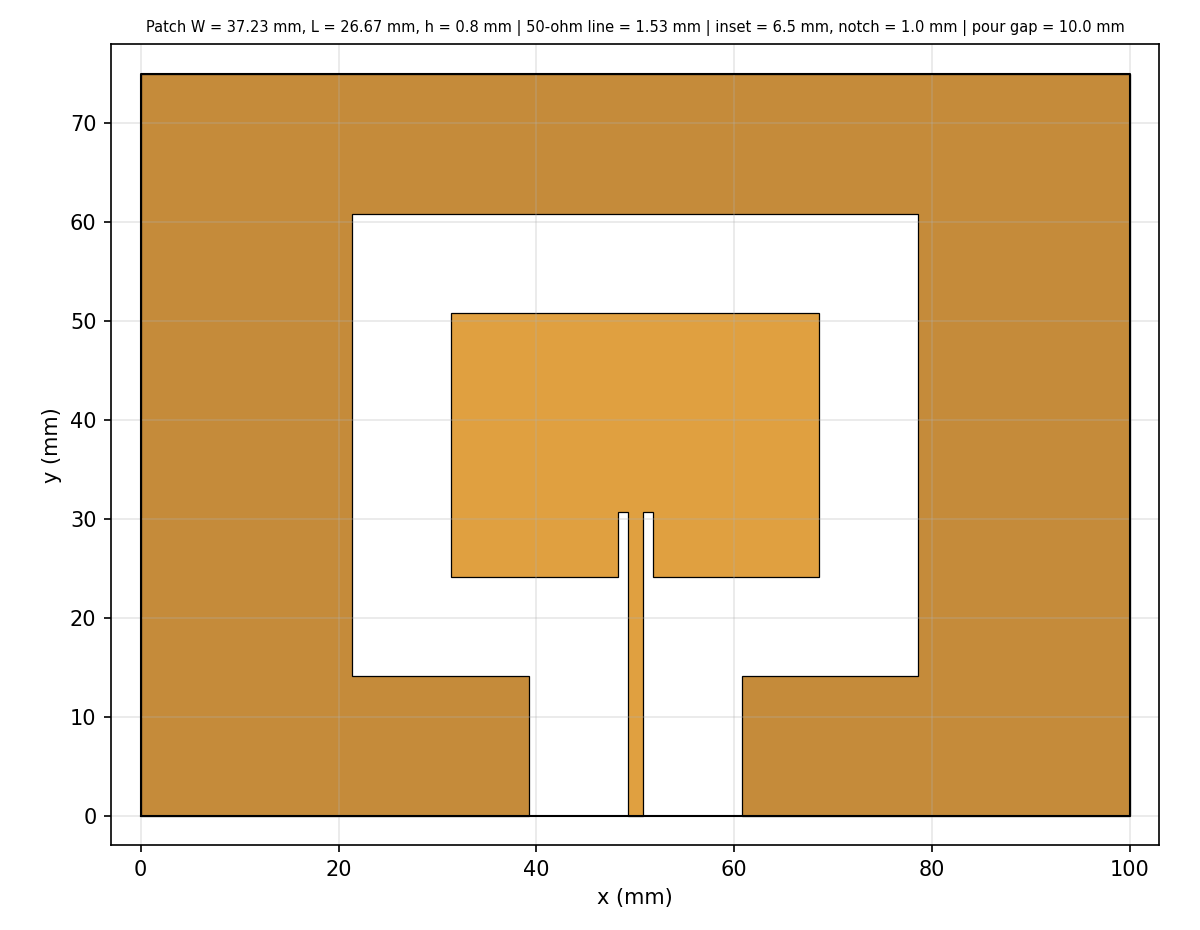 Patch W = 37.23 mm, L = 26.67 mm, h = 0.8 mm | 50-ohm line = 1.53 mm | inset = 6.5 mm, notch = 1.0 mm | pour gap = 10.0 mm
y (mm)
70
60
50
40
30
20
10
0
0 20 40 60 80 100
x (mm)